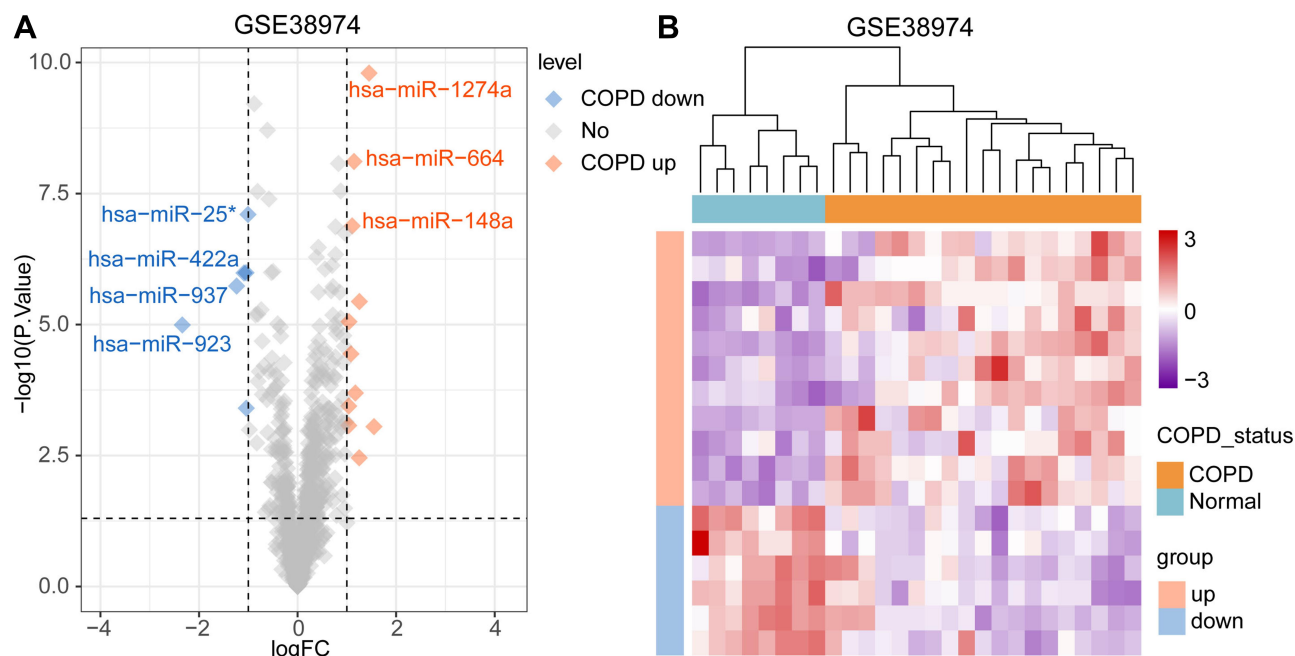 A
GSE38974
10.0
7.5
5.0
2.5
0.0
−4
−2
0
2
4
−log10(P.Value)
logFC
hsa−miR−1274a
hsa−miR−664
hsa−miR−148a
hsa−miR−25*
hsa−miR−422a
hsa−miR−937
hsa−miR−923
level
COPD down
No
COPD up
B
GSE38974
3
0
−3
COPD_status
COPD
Normal
group
up
down